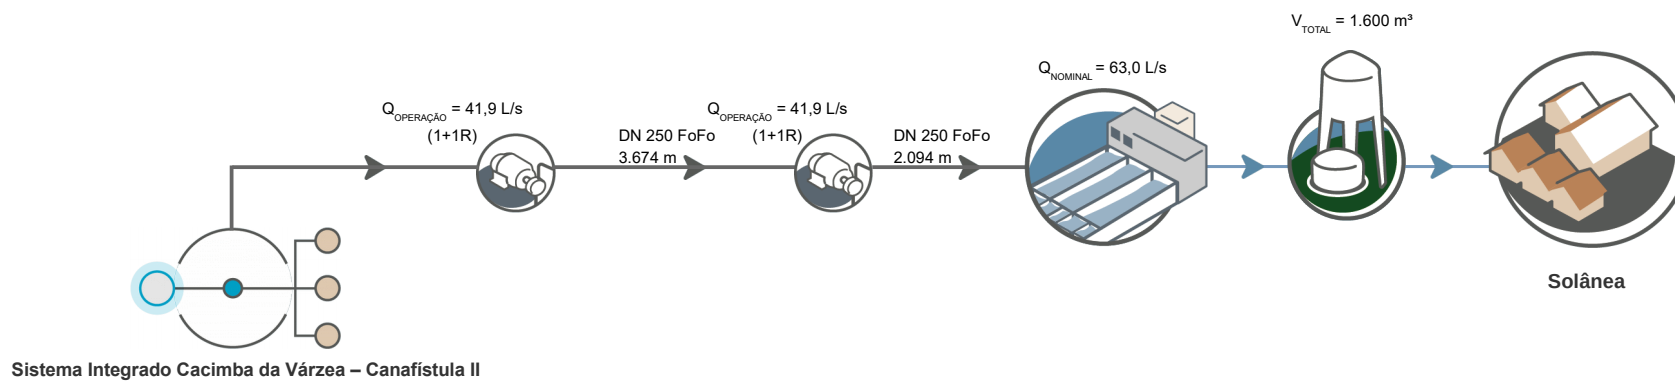 V_TOTAL = 1.600 m³
Q_NOMINAL = 63,0 L/s
Q_OPERAÇÃO = 41,9 L/s
(1+1R)
DN 250 FoFo
3.674 m
Q_OPERAÇÃO = 41,9 L/s
(1+1R)
DN 250 FoFo
2.094 m
Solânea
Sistema Integrado Cacimba da Várzea – Canafístula II